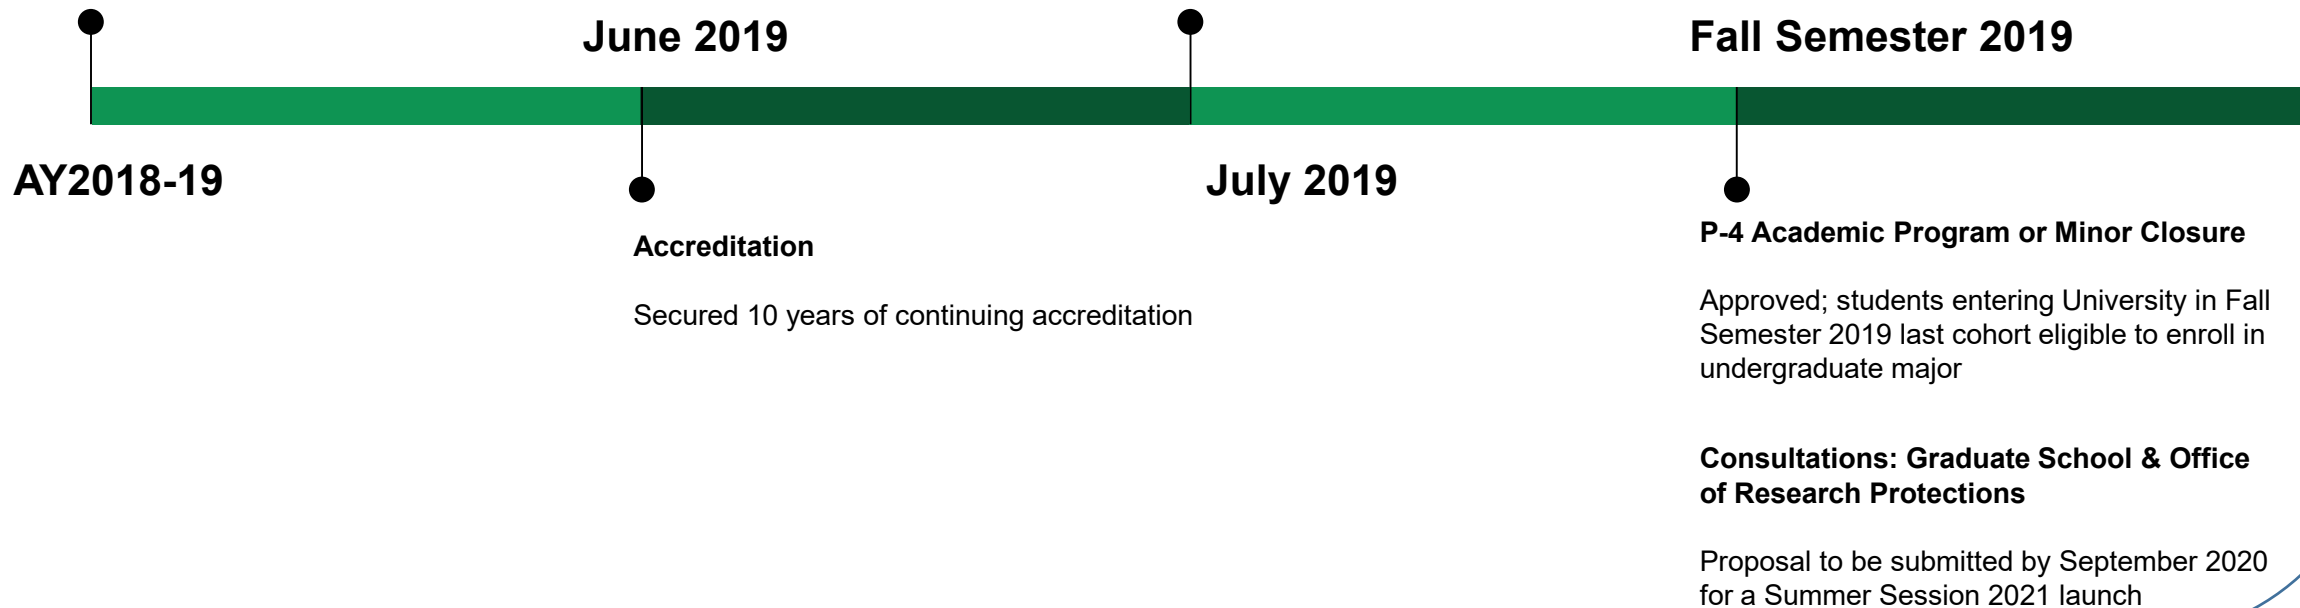 June 2019
Fall Semester 2019
AY2018-19
July 2019
Accreditation
Secured 10 years of continuing accreditation
P-4 Academic Program or Minor Closure
Approved; students entering University in Fall
Semester 2019 last cohort eligible to enroll in
undergraduate major
Consultations: Graduate School & Office
of Research Protections
Proposal to be submitted by September 2020
for a Summer Session 2021 launch